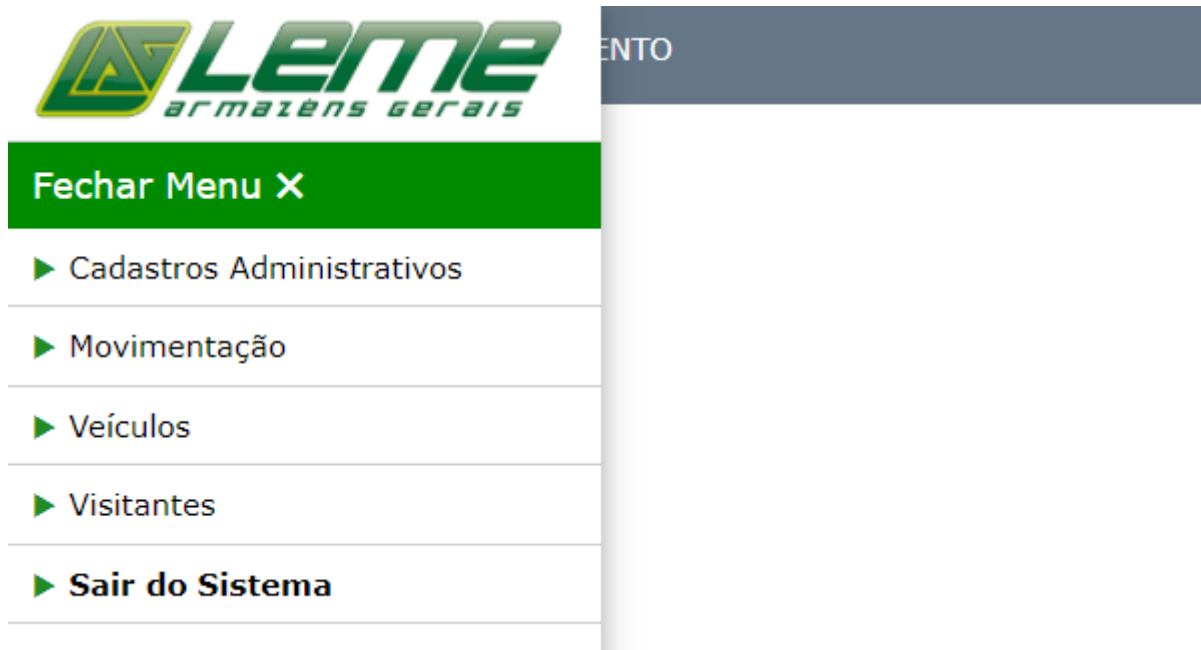 Leme
armazéns gerais
ENTO
Fechar Menu ×
Cadastros Administrativos
Movimentação
Veículos
Visitantes
Sair do Sistema